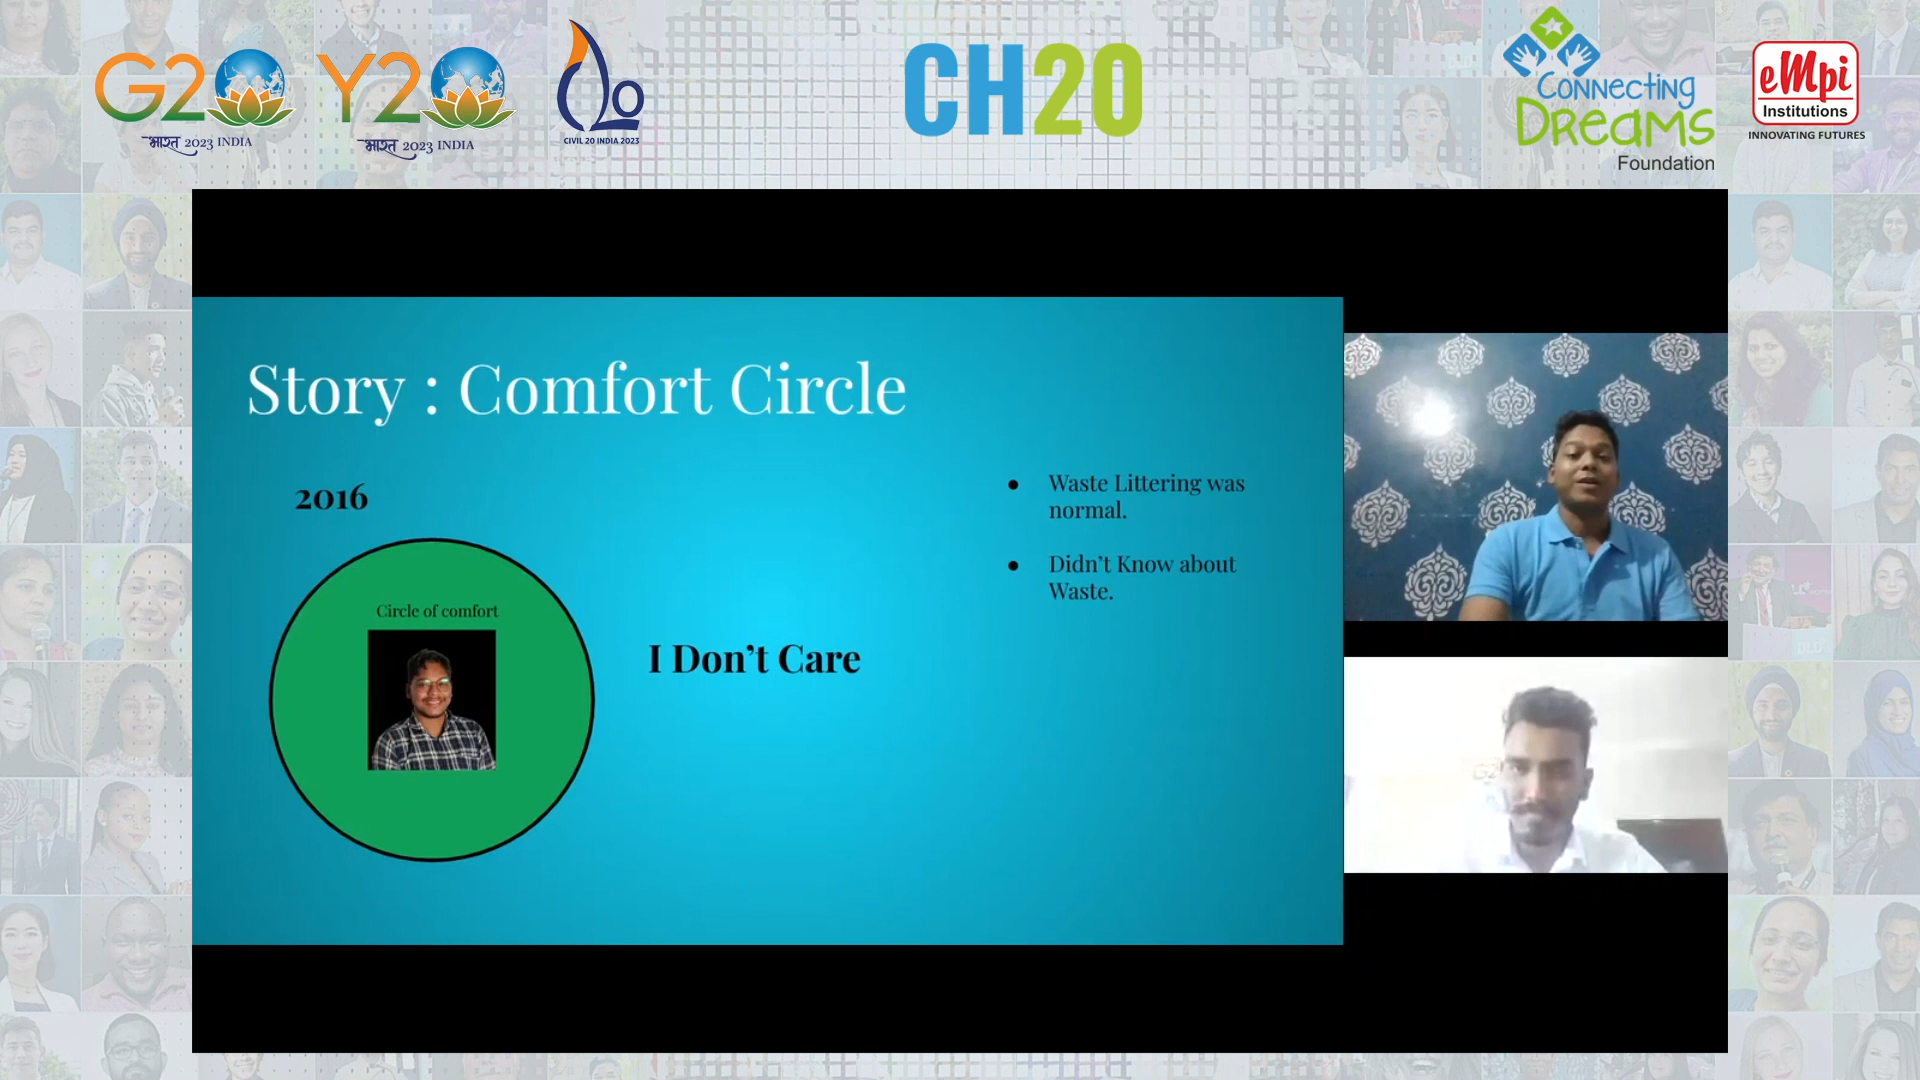 G20
भारत 2023 INDIA
Y20
भारत 2023 INDIA
CIVIL 20 INDIA 2023
CH20
Connecting
Dreams
Foundation
eMpi
Institutions
INNOVATING FUTURES
Story : Comfort Circle
2016
Circle of comfort
I Don't Care
● Waste Littering was
normal.
● Didn't Know about
Waste.